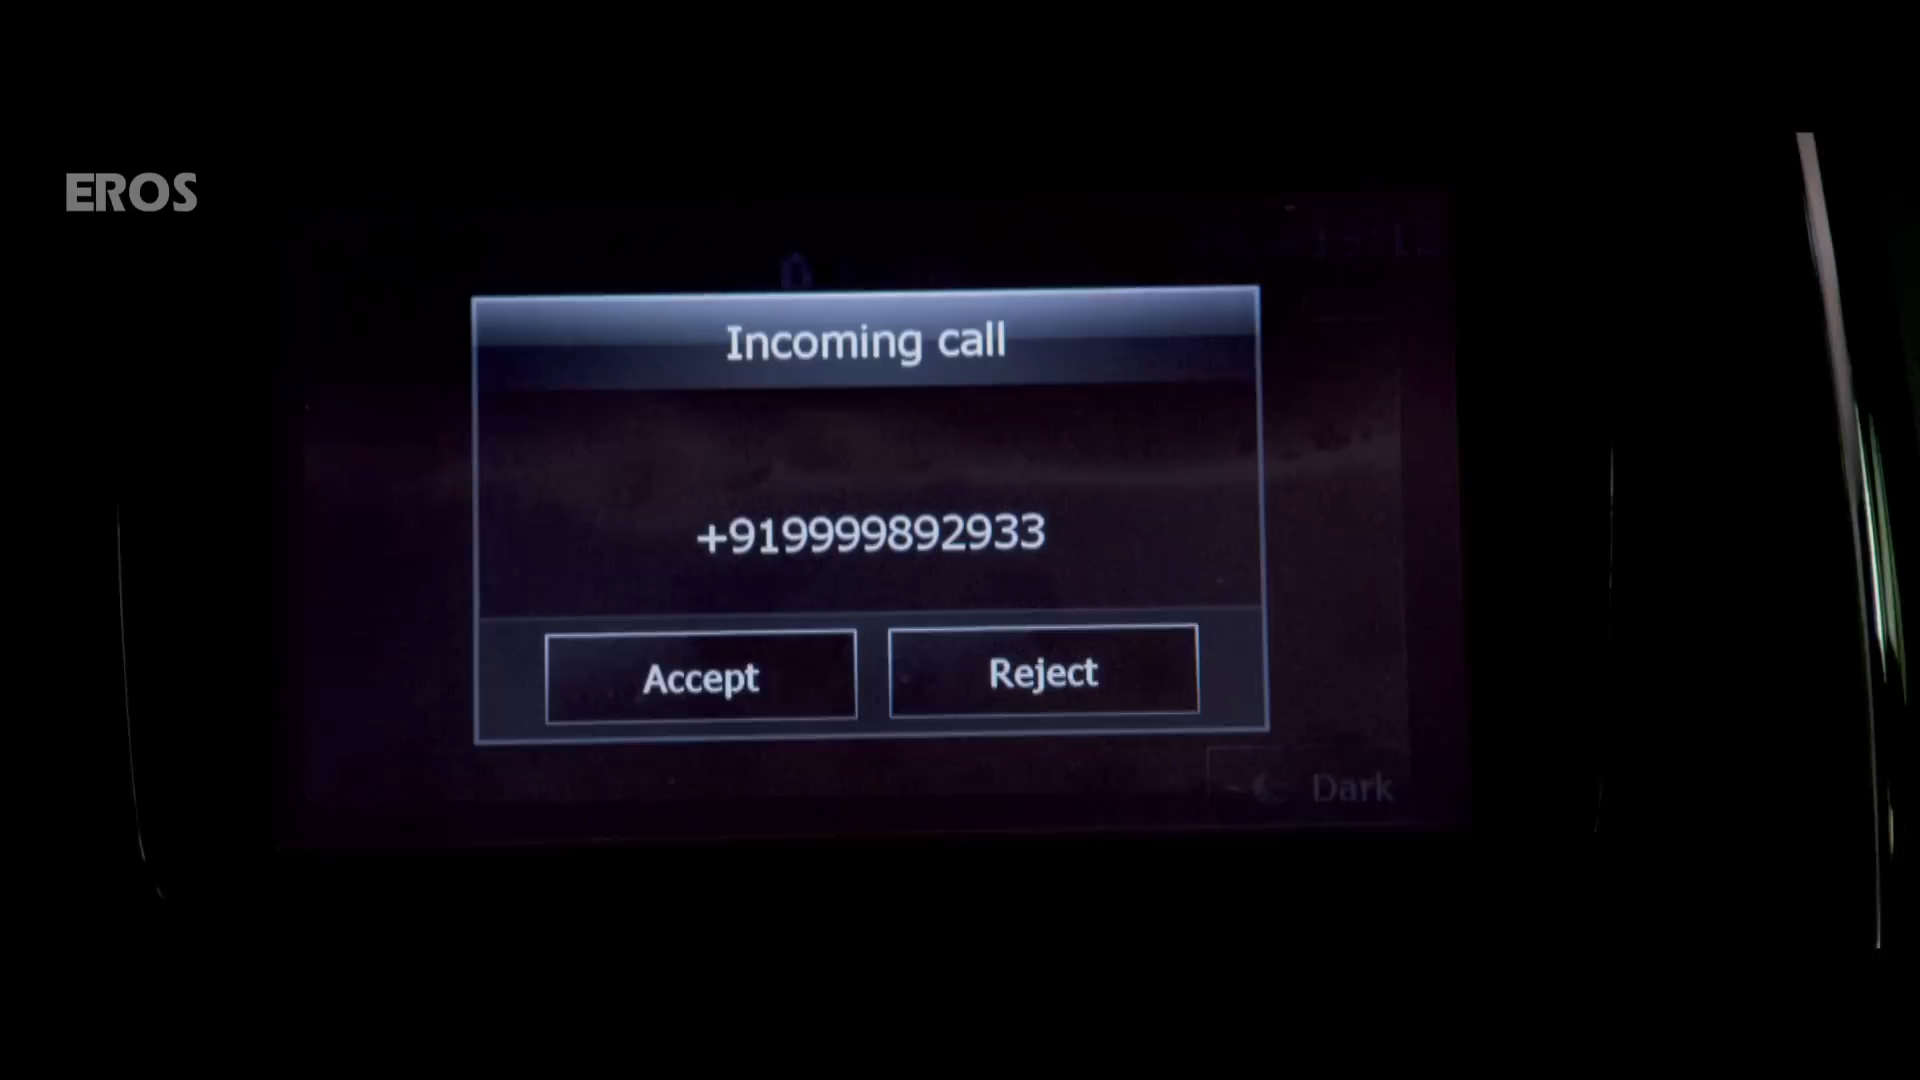 EROS
Incoming call
+919999892933
Accept
Reject
Dark